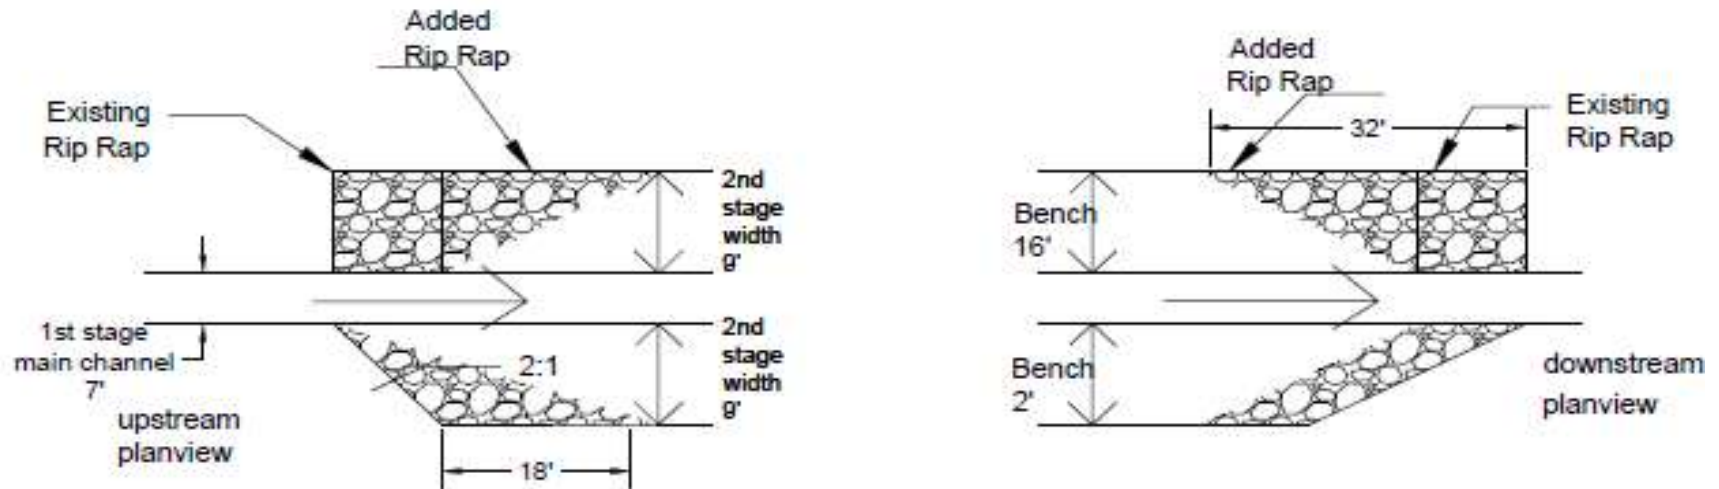 Added
Rip Rap
Existing
Rip Rap
2nd
stage
width
9'
1st stage
main channel
7'
2:1
2nd
stage
width
9'
upstream
planview
18'
Added
Rip Rap
32'
Existing
Rip Rap
Bench
16'
Bench
2'
downstream
planview